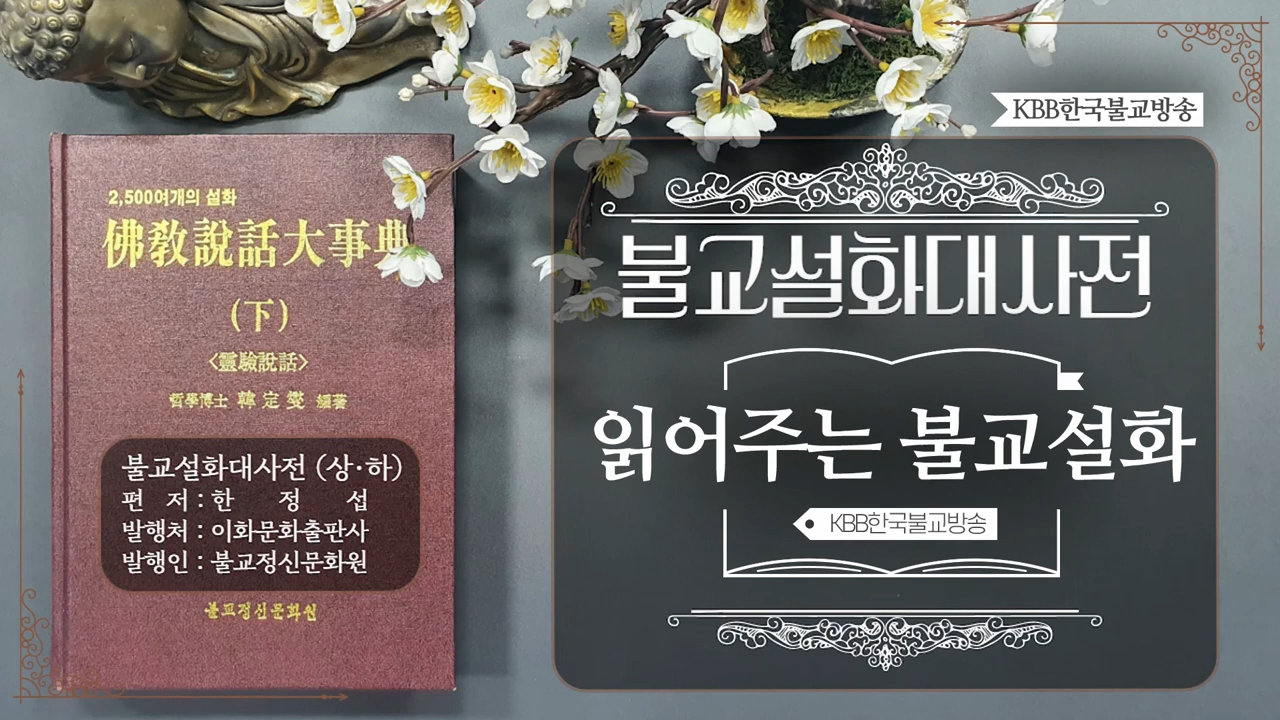 2,500여개의 설화
佛敎說話大事典
(下)
<靈驗說話>
哲學博士 韓定燮 編著
불교설화대사전 (상·하)
편 저 : 한 정 섭
발행처 : 이화문화출판사
발행인 : 불교정신문화원
불교정신문화원
KBB한국불교방송
불교설화대사전
읽어주는 불교설화
KBB한국불교방송